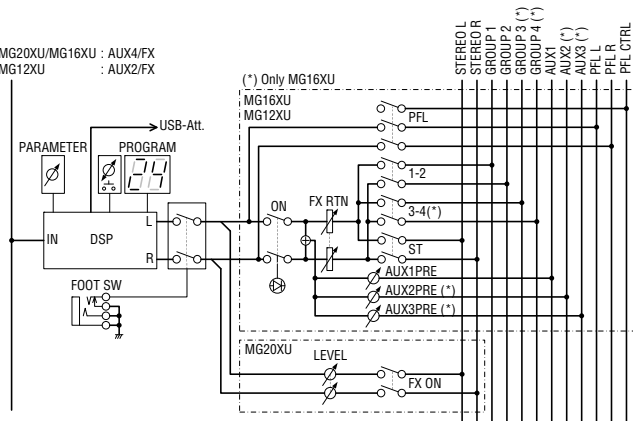 MG20XU/MG16XU : AUX4/FX
MG12XU : AUX2/FX
STEREO L
STEREO R
GROUP 1
GROUP 2
GROUP 3 (*)
GROUP 4 (*)
AUX1
AUX2 (*)
AUX3 (*)
PFL L
PFL R
PFL CTRL
(*) Only MG16XU
MG16XU
MG12XU
PFL
USB-Att.
PARAMETER
PROGRAM
24
1-2
ON
FX RTN
3-4(*)
L
IN
DSP
R
ST
FOOT SW
AUX1PRE
AUX2PRE (*)
AUX3PRE (*)
MG20XU
LEVEL
FX ON